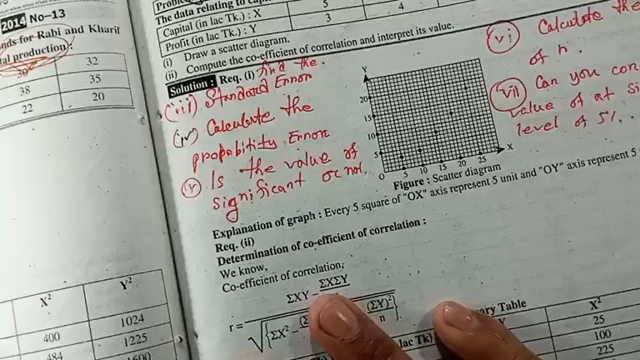 2014 No-13
nds for Rabi and Kharif
tal production:
30 32
38 35
22 20
The data relating to
Capital (in lac Tk.) : X 5
Profit (in lac Tk.) : Y 3 4
(i) Draw a scatter diagram.
(ii) Compute the co-efficient of correlation and interpret its value.
Solution : Req. (i) find the.
(iii) Standard Error
(iv) Calculate the
probability Error
(v) Is the value of
significant or not.
(vi) Calculate the
of r.
(vii) Can you con
value of at si
level of 5%.
Y
20
15
10
5
O 5 10 15 20 25 X
Figure : Scatter diagram
Explanation of graph : Every 5 square of "OX" axis represent 5 unit and "OY" axis represent 5
Req. (ii)
Determination of co-efficient of correlation :
We know,
Co-efficient of correlation,
r = ΣXY - ΣXΣY
ΣX² - (ΣY)² n
X² Y²
400 1024
484 1225
1600
ary Table
lac Tk) Y X²
25
100
225